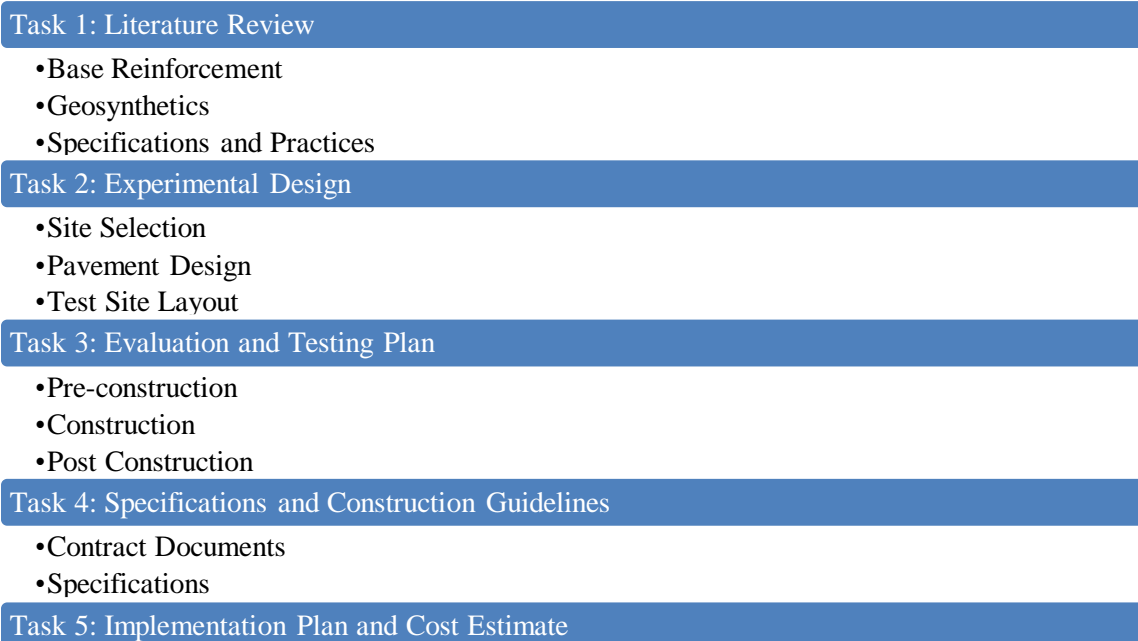 Task 1: Literature Review
•Base Reinforcement
•Geosynthetics
•Specifications and Practices
Task 2: Experimental Design
•Site Selection
•Pavement Design
•Test Site Layout
Task 3: Evaluation and Testing Plan
•Pre-construction
•Construction
•Post Construction
Task 4: Specifications and Construction Guidelines
•Contract Documents
•Specifications
Task 5: Implementation Plan and Cost Estimate